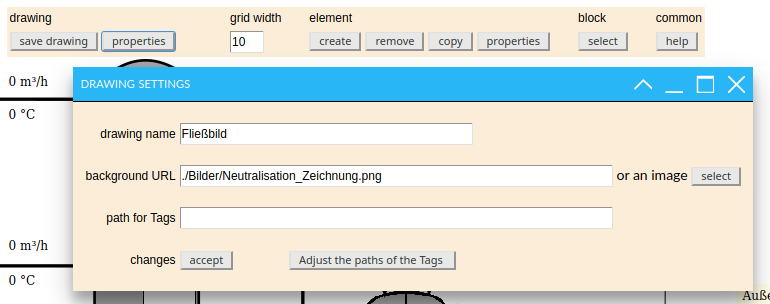 drawing grid width element block common
save drawing properties 10 create remove copy properties select help
0 m³/h
DRAWING SETTINGS
0 °C
drawing name Fließbild
background URL ./Bilder/Neutralisation_Zeichnung.png or an image select
path for Tags
0 m³/h
changes accept Adjust the paths of the Tags
0 °C
Auße